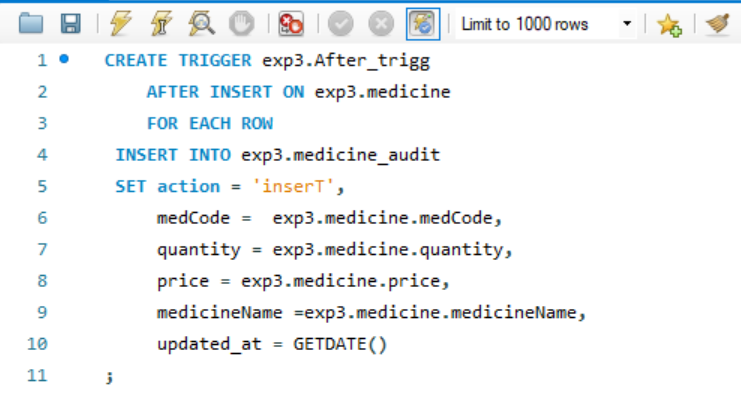 Limit to 1000 rows
1 CREATE TRIGGER exp3.After_trigg
2 AFTER INSERT ON exp3.medicine
3 FOR EACH ROW
4 INSERT INTO exp3.medicine_audit
5 SET action = 'inserT',
6 medCode =  exp3.medicine.medCode,
7 quantity = exp3.medicine.quantity,
8 price = exp3.medicine.price,
9 medicineName =exp3.medicine.medicineName,
10 updated_at = GETDATE()
11 ;